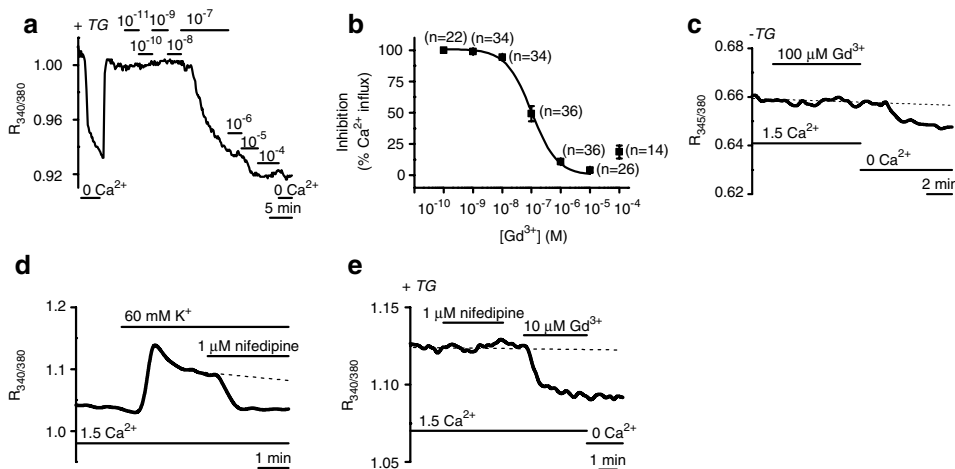 a
+ TG
10⁻¹¹ 10⁻⁹ 10⁻⁷
10⁻¹⁰ 10⁻⁸
10⁻⁶
10⁻⁵
10⁻⁴
1.00
0.96
0.92
R340/380
0 Ca²⁺
0 Ca²⁺
5 min
b
(n=22) (n=34)
(n=34)
(n=36)
(n=36)
(n=26)
(n=14)
100
75
50
25
0
Inhibition
(% Ca²⁺ influx)
10⁻¹⁰ 10⁻⁹ 10⁻⁸ 10⁻⁷ 10⁻⁶ 10⁻⁵ 10⁻⁴
[Gd³⁺] (M)
c
-TG
0.68
0.66
0.64
0.62
R345/380
100 µM Gd³⁺
1.5 Ca²⁺
0 Ca²⁺
2 min
d
1.2
1.1
1.0
R340/380
60 mM K⁺
1 µM nifedipine
1.5 Ca²⁺
1 min
e
+ TG
1.15
1.10
1.05
R340/380
1 µM nifedipine
10 µM Gd³⁺
1.5 Ca²⁺
0 Ca²⁺
1 min